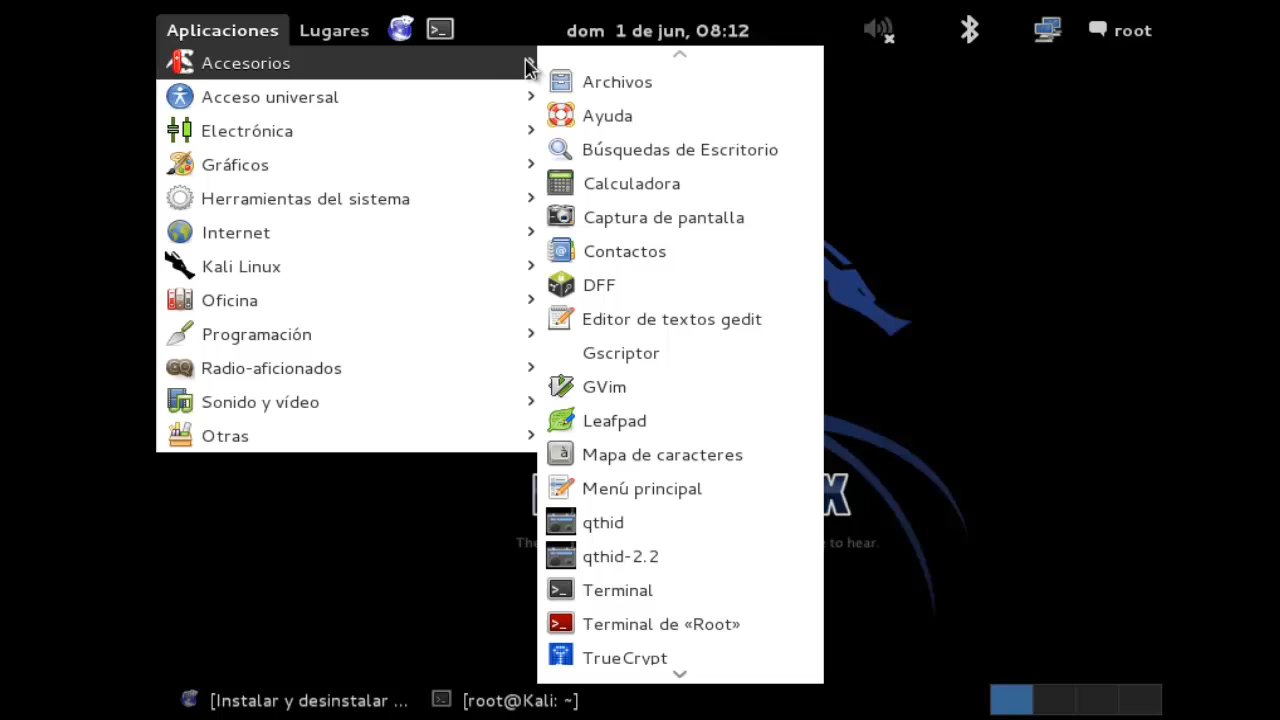 Aplicaciones Lugares dom 1 de jun, 08:12 root
Accesorios
Acceso universal
Electrónica
Gráficos
Herramientas del sistema
Internet
Kali Linux
Oficina
Programación
Radio-aficionados
Sonido y vídeo
Otras
Archivos
Ayuda
Búsquedas de Escritorio
Calculadora
Captura de pantalla
Contactos
DFF
Editor de textos gedit
Gscriptor
GVim
Leafpad
Mapa de caracteres
Menú principal
qthid
qthid-2.2
Terminal
Terminal de «Root»
TrueCrypt
X
The
to hear.
[Instalar y desinstalar ... [root@Kali: ~]